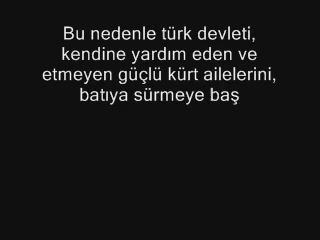 Bu nedenle türk devleti,
kendine yardım eden ve
etmeyen güçlü kürt ailelerini,
batıya sürmeye baş